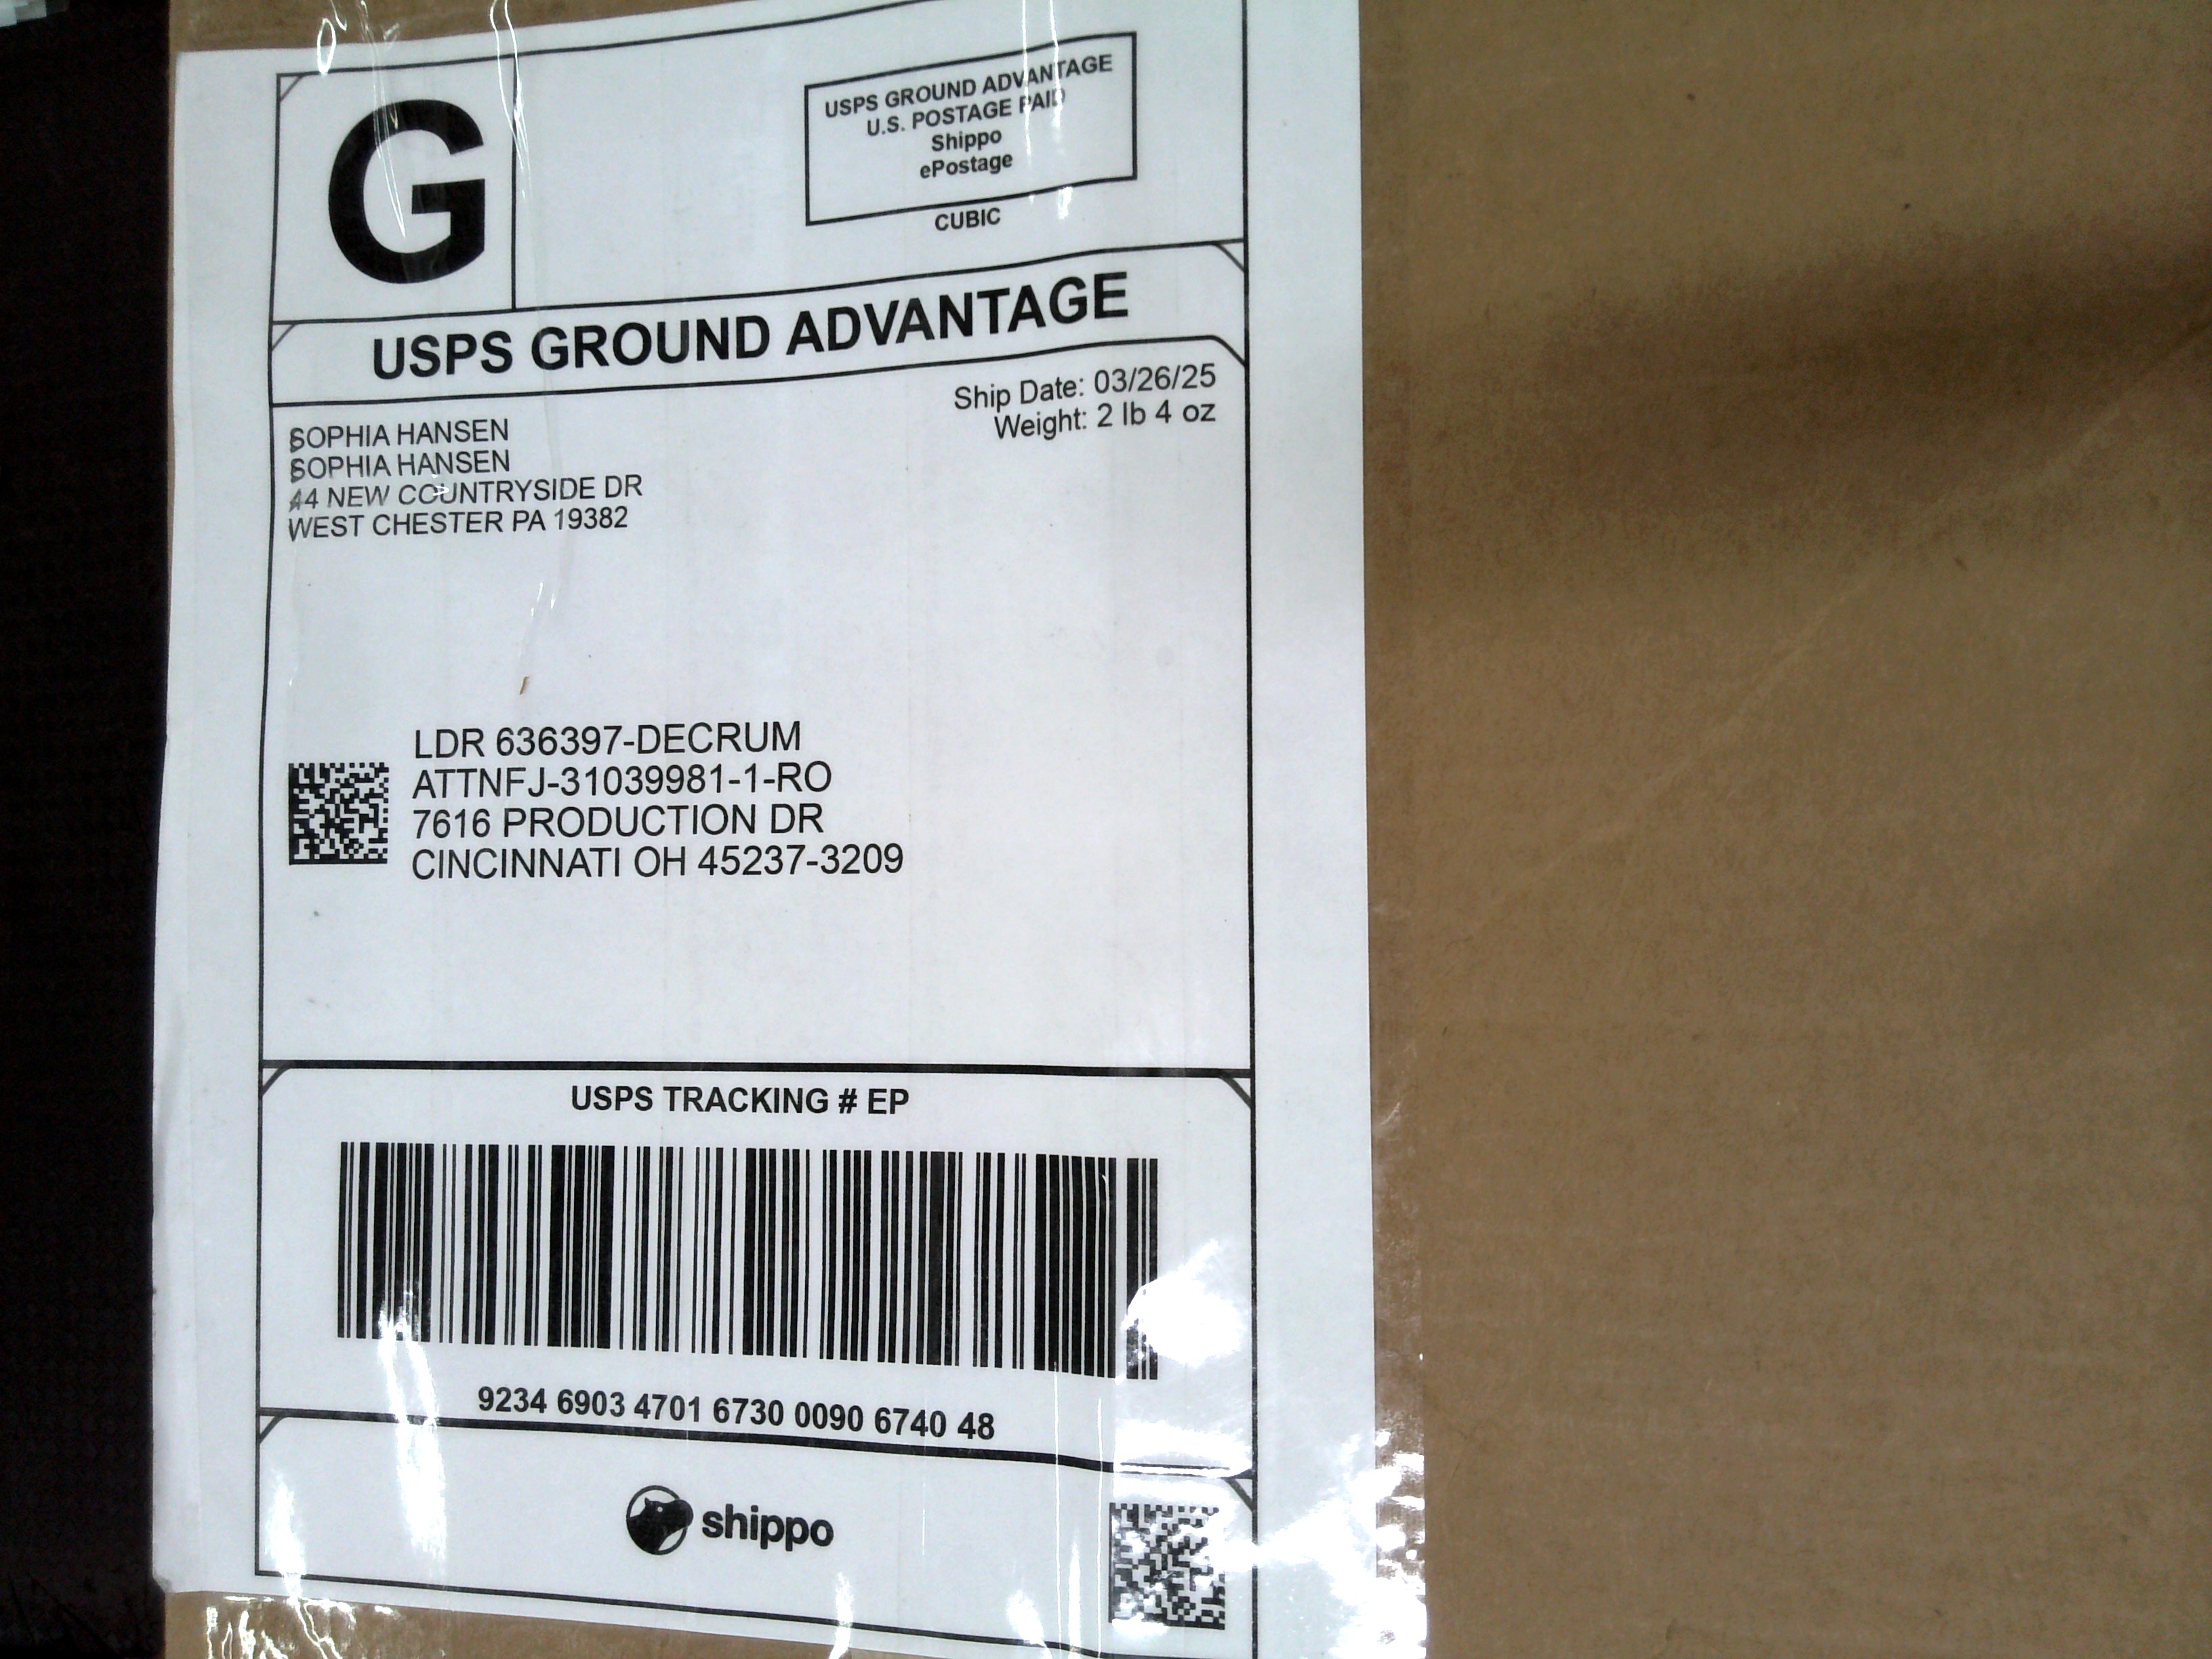 G
USPS GROUND ADVANTAGE
U.S. POSTAGE PAID
Shippo
ePostage
CUBIC
USPS GROUND ADVANTAGE
Ship Date: 03/26/25
Weight: 2 lb 4 oz
SOPHIA HANSEN
SOPHIA HANSEN
44 NEW COUNTRYSIDE DR
WEST CHESTER PA 19382
LDR 636397-DECRUM
ATTNFJ-31039981-1-RO
7616 PRODUCTION DR
CINCINNATI OH 45237-3209
USPS TRACKING # EP
9234 6903 4701 6730 0090 6740 48
shippo